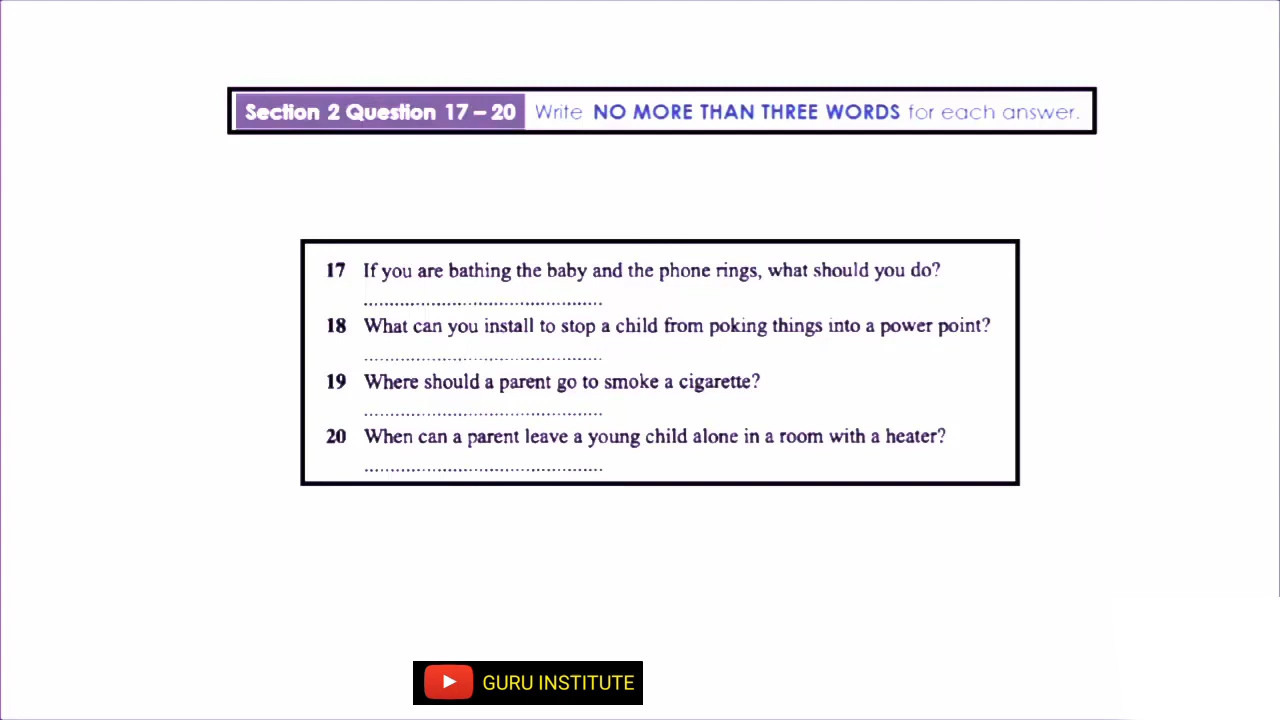 Section 2 Question 17 – 20 Write NO MORE THAN THREE WORDS for each answer.
17 If you are bathing the baby and the phone rings, what should you do?
.............................................
18 What can you install to stop a child from poking things into a power point?
.............................................
19 Where should a parent go to smoke a cigarette?
.............................................
20 When can a parent leave a young child alone in a room with a heater?
.............................................
GURU INSTITUTE